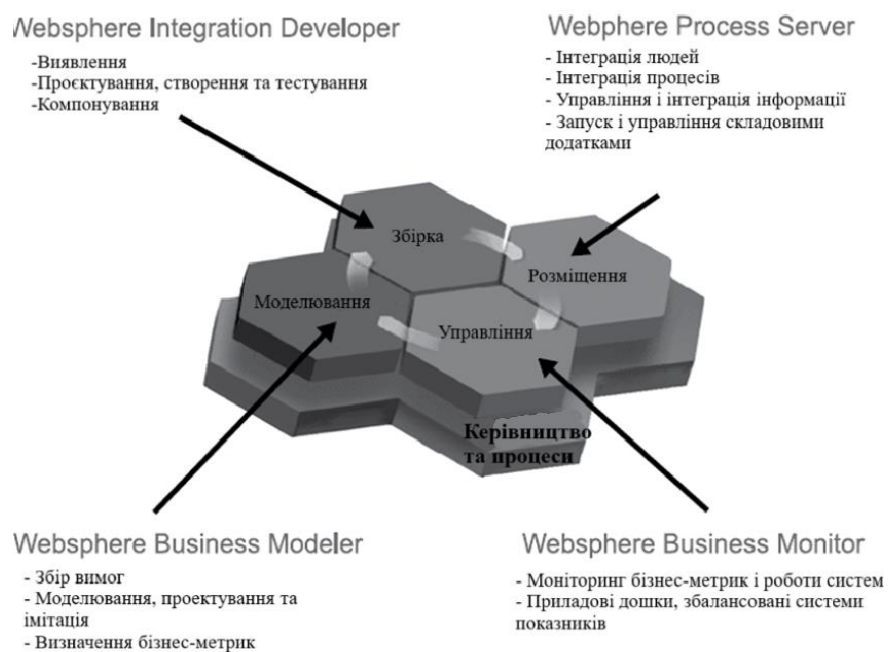 Websphere Integration Developer
-Виявлення
-Проєктування, створення та тестування
-Компонування
Webphere Process Server
- Інтеграція людей
- Інтеграція процесів
- Управління і інтеграція інформації
- Запуск і управління складовими
додатками
Збірка
Розміщення
Моделювання
Управління
Керівництво
та процеси
Websphere Business Modeler
- Збір вимог
- Моделювання, проектування та
імітація
- Визначення бізнес-метрик
Websphere Business Monitor
- Моніторинг бізнес-метрик і роботи систем
- Приладові дошки, збалансовані системи
показників